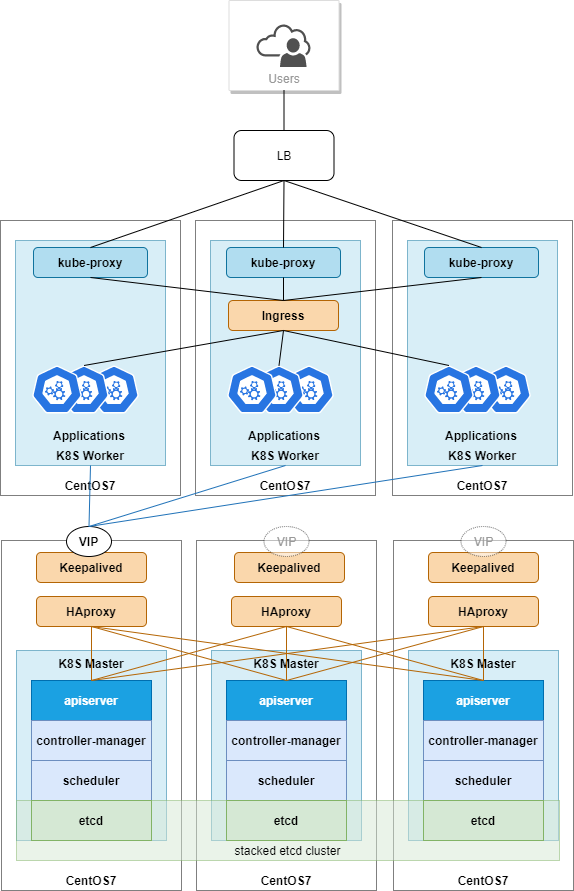 Users
LB
kube-proxy kube-proxy kube-proxy
Ingress
Applications Applications Applications
K8S Worker K8S Worker K8S Worker
CentOS7 CentOS7 CentOS7
VIP VIP VIP
Keepalived Keepalived Keepalived
HAproxy HAproxy HAproxy
K8S Master K8S Master K8S Master
apiserver apiserver apiserver
controller-manager controller-manager controller-manager
scheduler scheduler scheduler
etcd etcd etcd
stacked etcd cluster
CentOS7 CentOS7 CentOS7